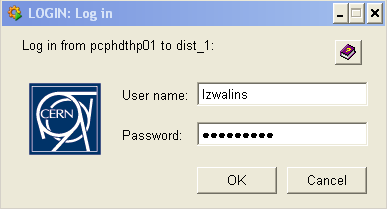 LOGIN: Log in
Log in from pcphdthp01 to dist_1:
CERN
User name: lzwalins
Password: ●●●●●●●●●
OK Cancel